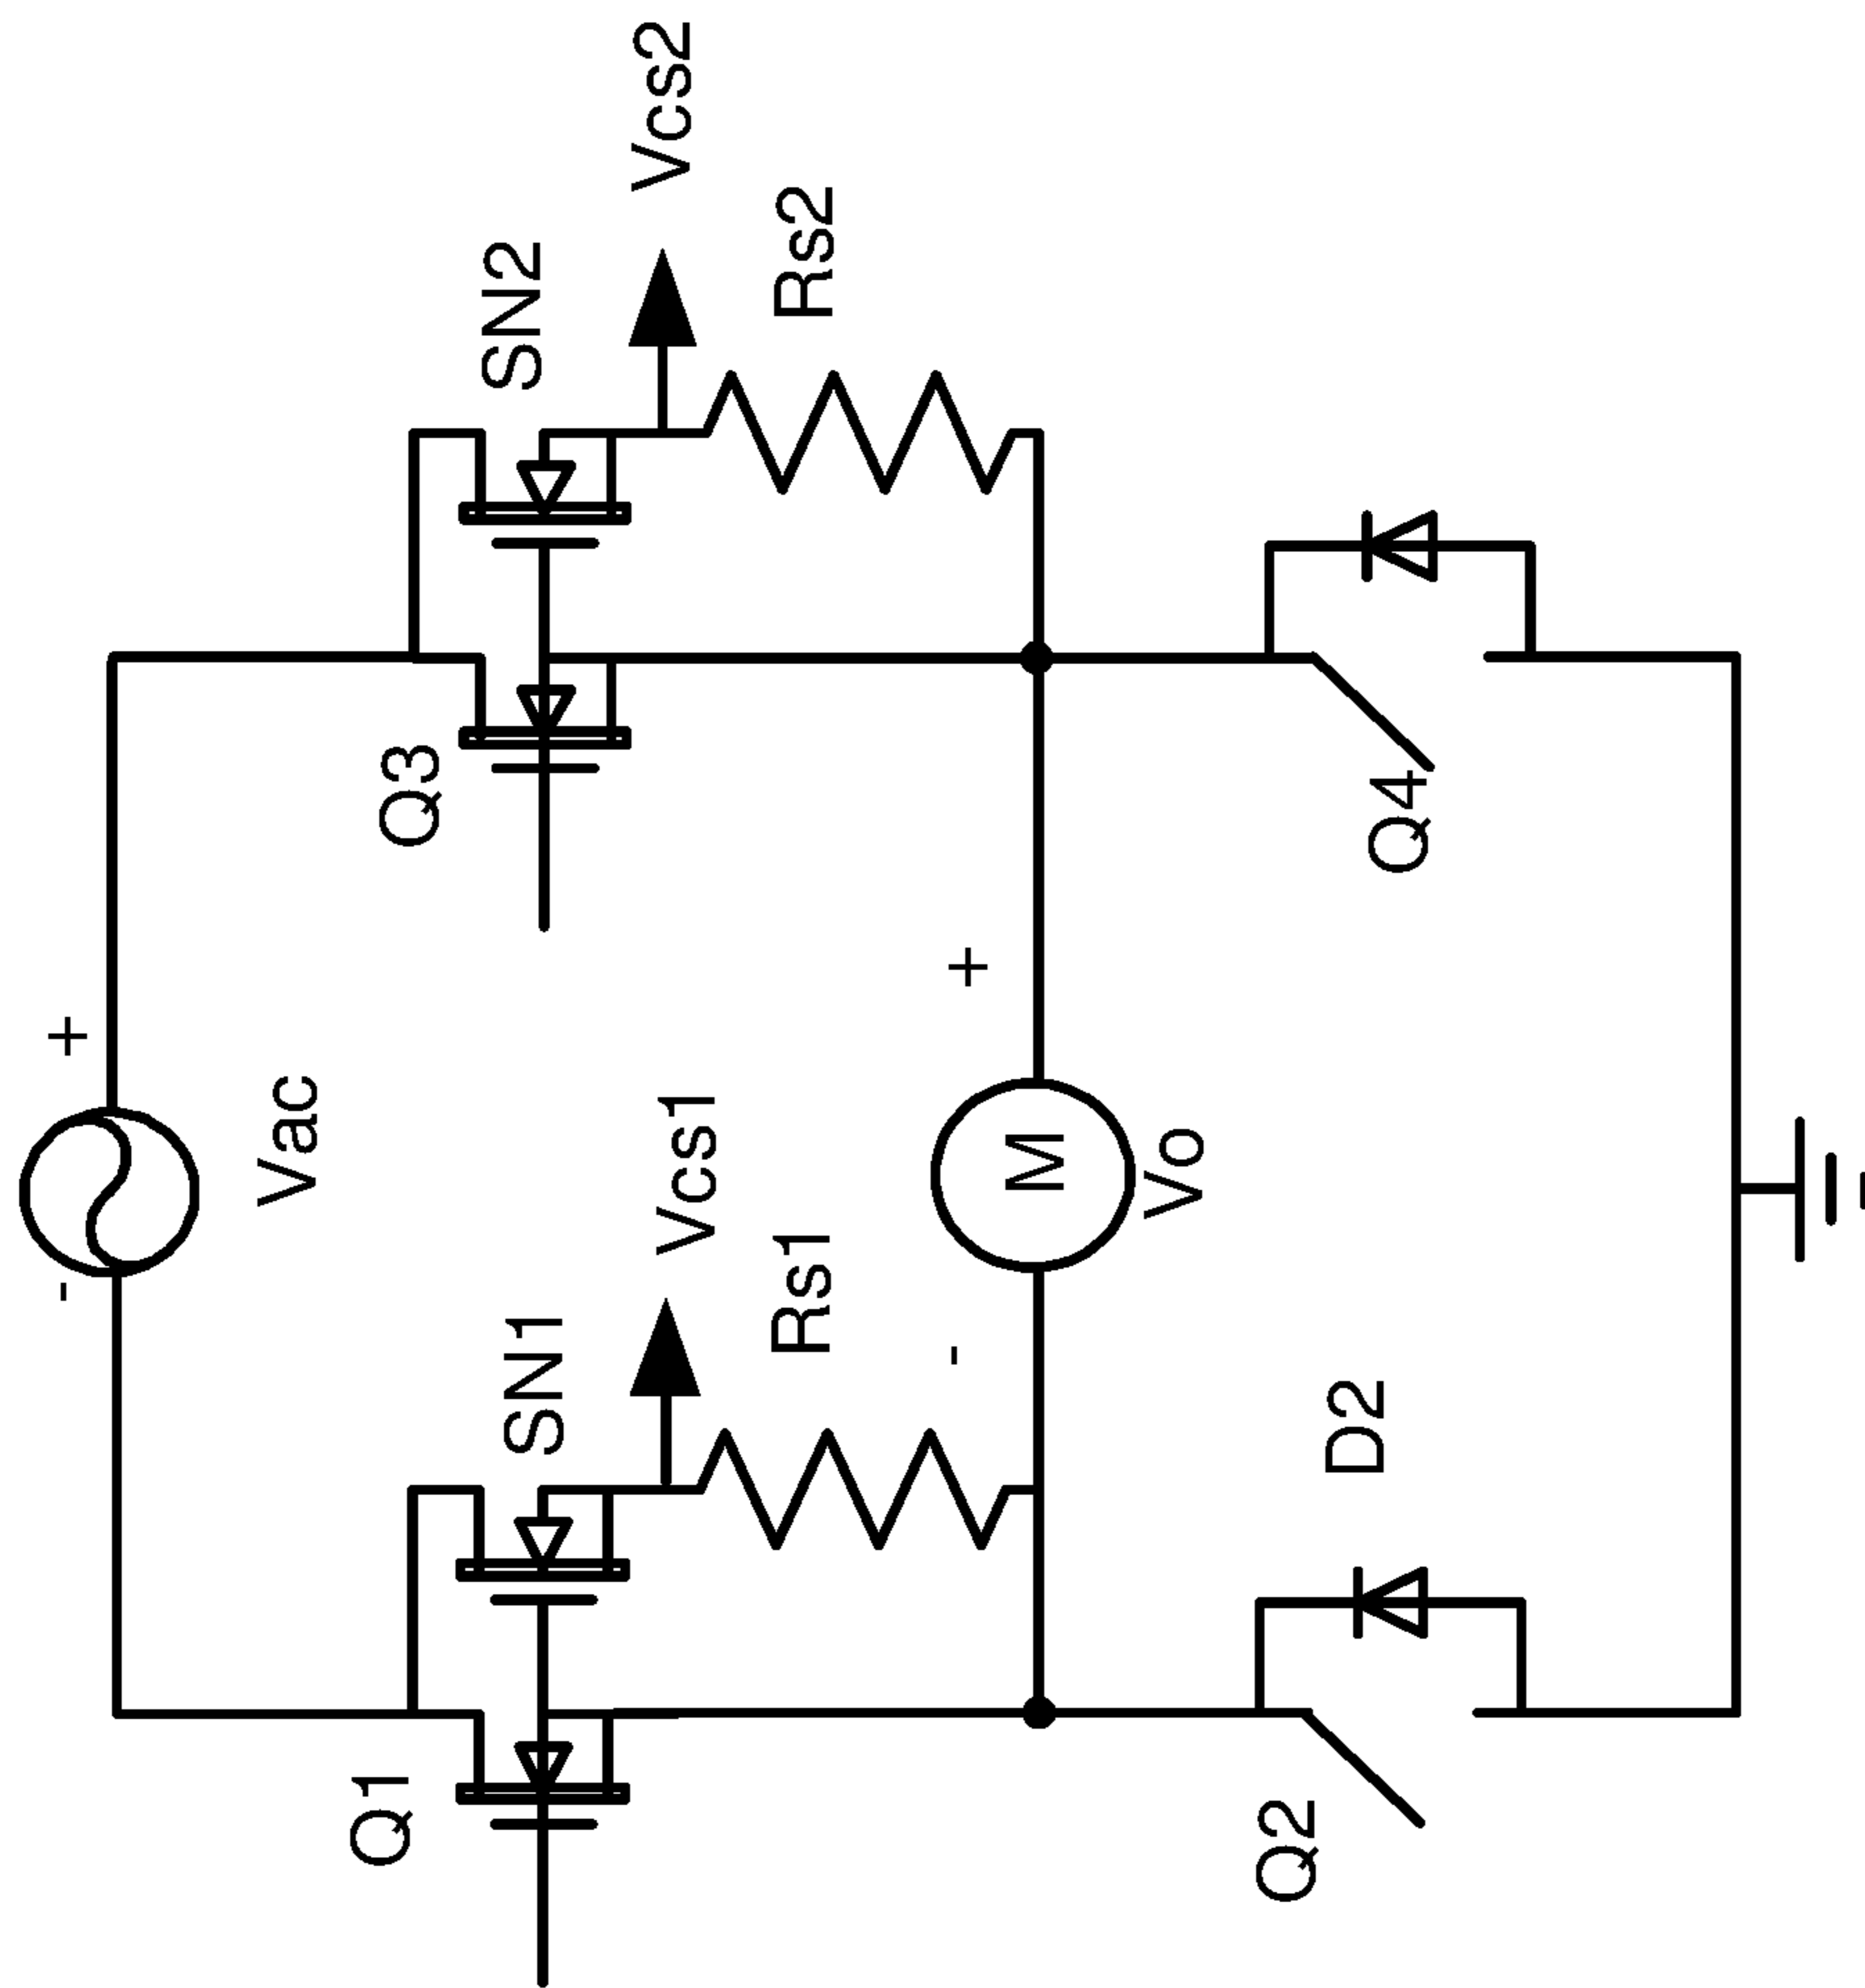 +
-
Vac
Q3
SN2
Vcs2
Rs2
Q1
SN1
Vcs1
Rs1
+
-
M
Vo
Q4
D2
Q2